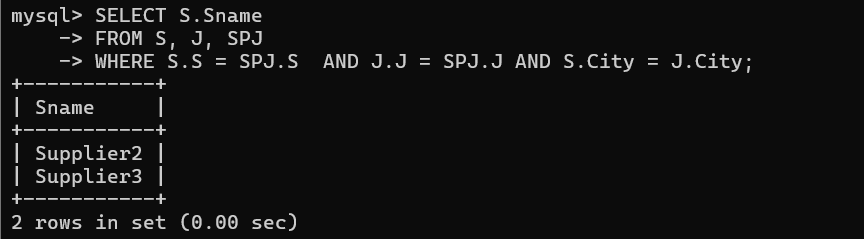 mysql> SELECT S.Sname
    -> FROM S, J, SPJ
    -> WHERE S.S = SPJ.S  AND J.J = SPJ.J AND S.City = J.City;
+-----------+
| Sname     |
+-----------+
| Supplier2 |
| Supplier3 |
+-----------+
2 rows in set (0.00 sec)